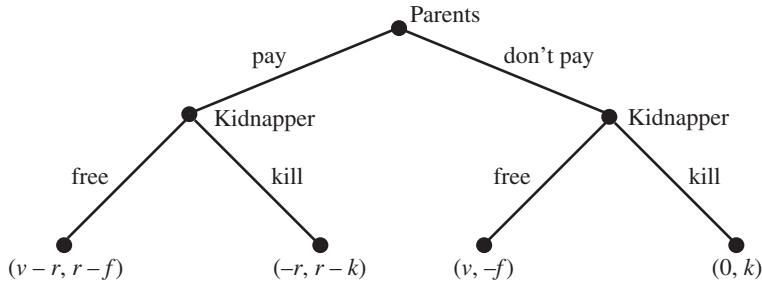 Parents
pay
don't pay
Kidnapper
Kidnapper
free
kill
free
kill
(v – r, r – f)
(–r, r – k)
(v, –f)
(0, k)